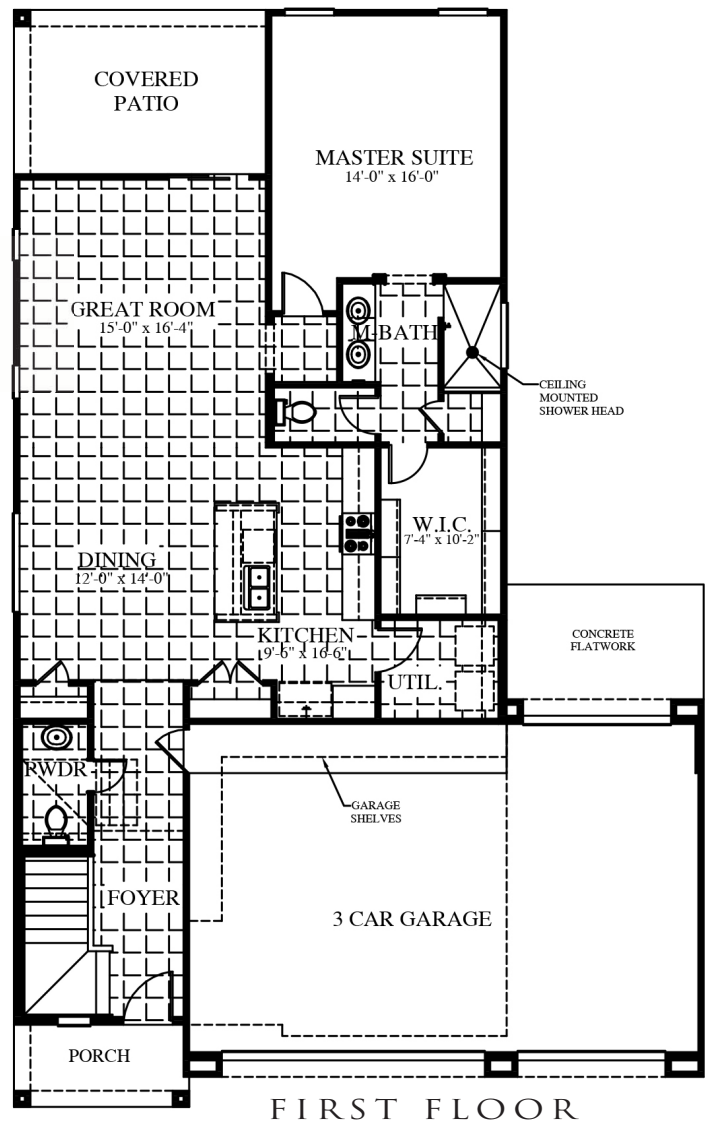 COVERED
PATIO
MASTER SUITE
14'-0" x 16'-0"
GREAT ROOM
15'-0" x 16'-4"
M-BATH
CEILING
MOUNTED
SHOWER HEAD
W.I.C.
7'-4" x 10'-2"
DINING
12'-0" x 14'-0"
KITCHEN
9'-6" x 16'-6"
CONCRETE
FLATWORK
UTIL.
PWDR
GARAGE
SHELVES
FOYER
3 CAR GARAGE
PORCH
FIRST FLOOR